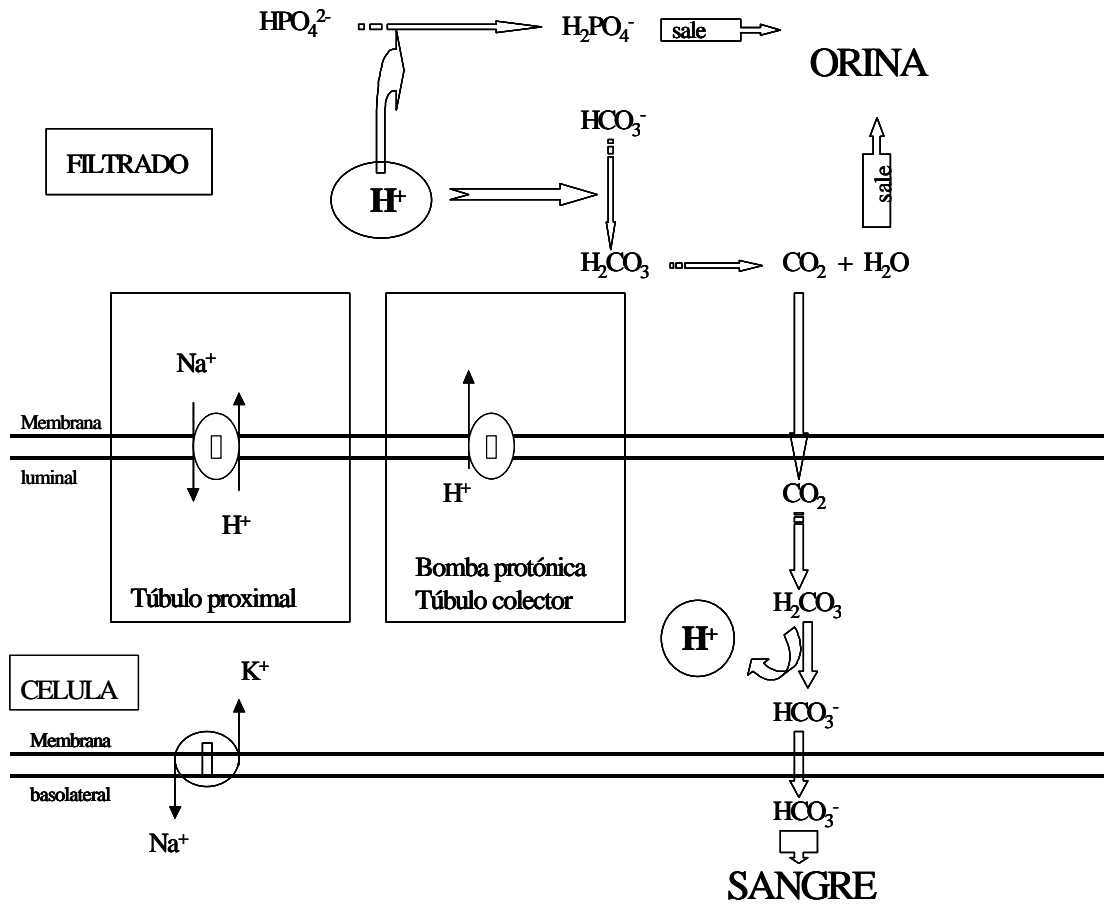 HPO₄²⁻
H₂PO₄⁻
sale
ORINA
HCO₃⁻
FILTRADO
sale
H⁺
H₂CO₃
CO₂ + H₂O
Na⁺
Membrana
luminal
H⁺
H⁺
CO₂
Bomba protónica
Túbulo proximal
Túbulo colector
H₂CO₃
H⁺
K⁺
CELULA
HCO₃⁻
Membrana
basolateral
HCO₃⁻
Na⁺
SANGRE